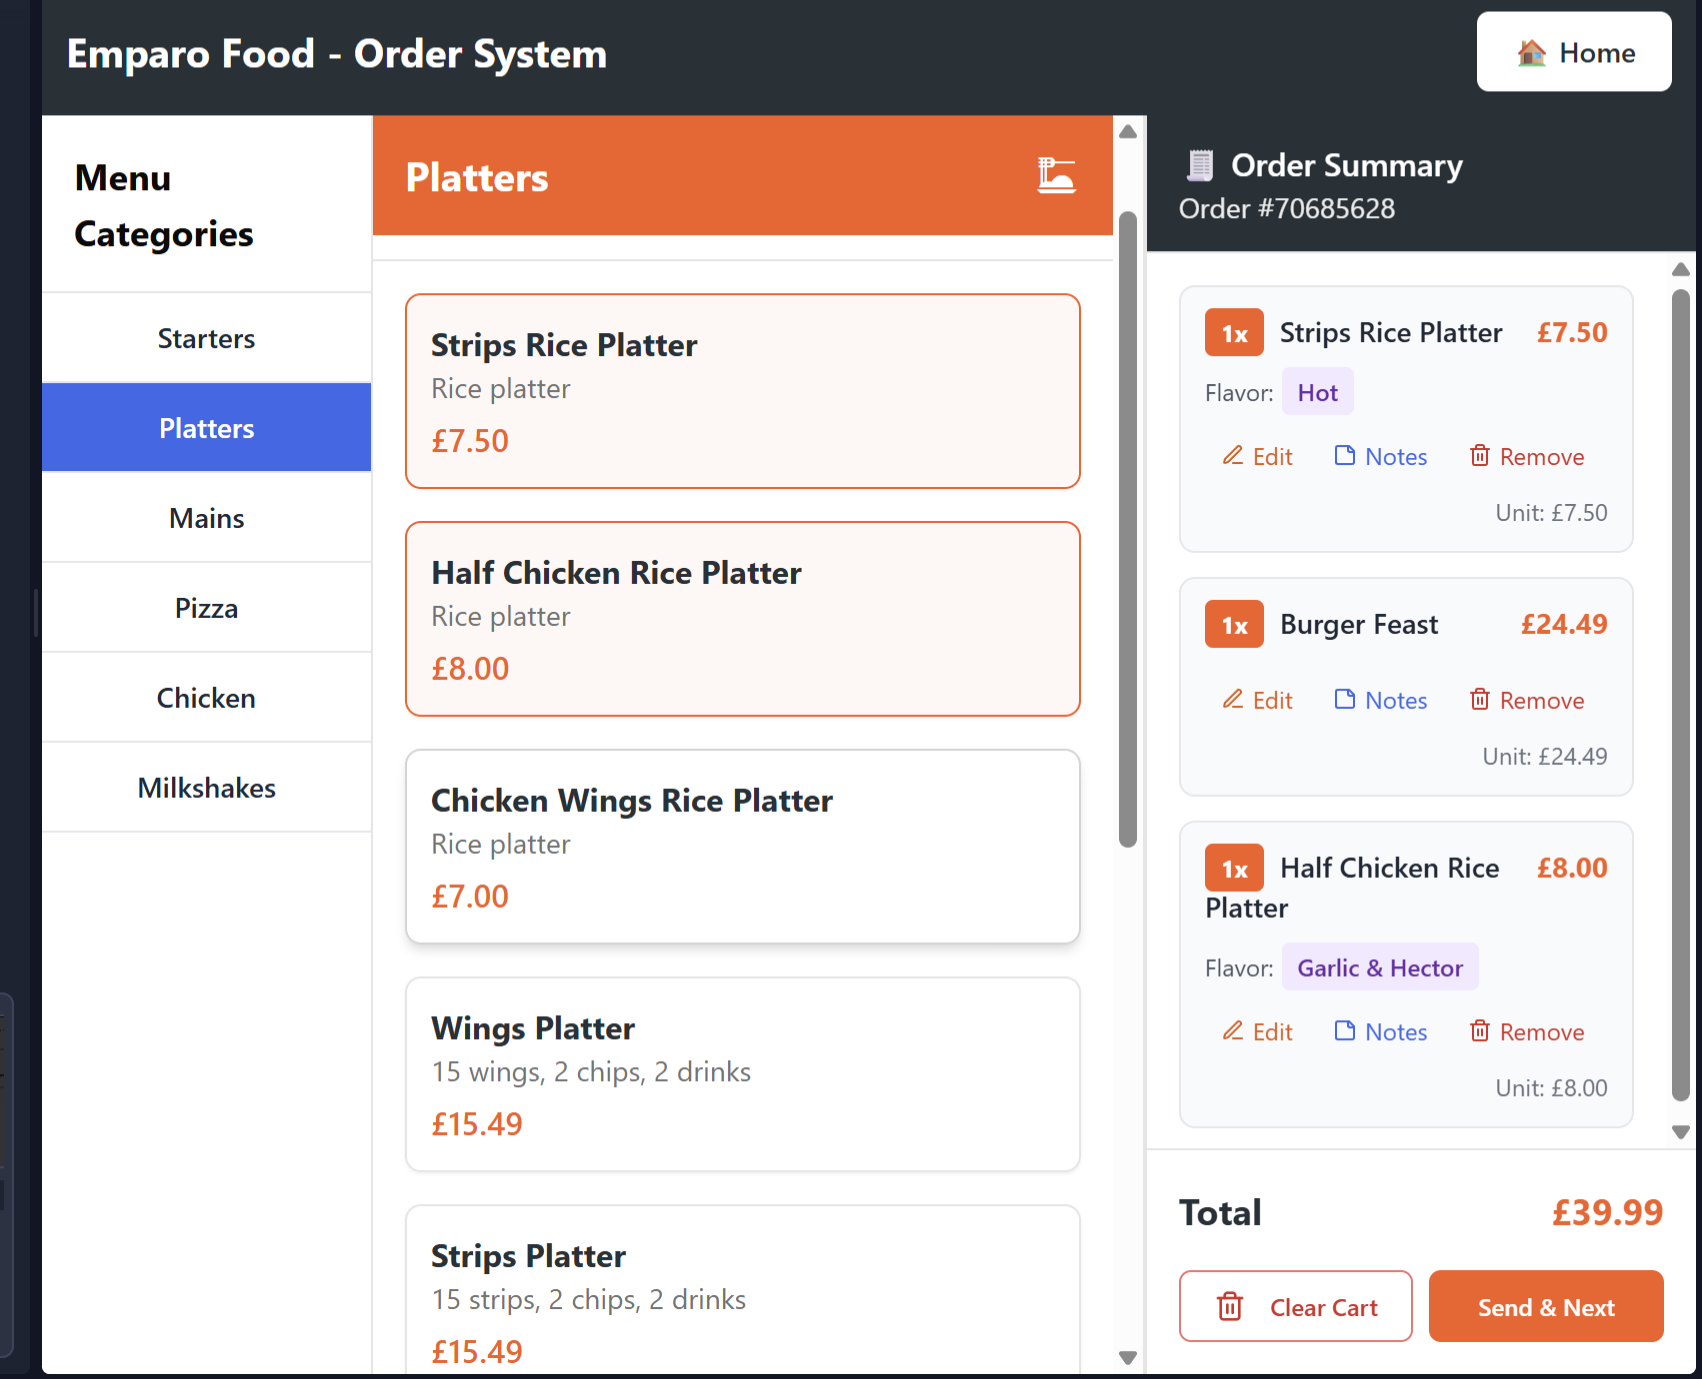 Emparo Food - Order System
Home
Menu
Categories
Starters
Platters
Mains
Pizza
Chicken
Milkshakes
Platters
Strips Rice Platter
Rice platter
£7.50
Half Chicken Rice Platter
Rice platter
£8.00
Chicken Wings Rice Platter
Rice platter
£7.00
Wings Platter
15 wings, 2 chips, 2 drinks
£15.49
Strips Platter
15 strips, 2 chips, 2 drinks
£15.49
Order Summary
Order #70685628
1x Strips Rice Platter £7.50
Flavor: Hot
Edit Notes Remove
Unit: £7.50
1x Burger Feast £24.49
Edit Notes Remove
Unit: £24.49
1x Half Chicken Rice £8.00
Platter
Flavor: Garlic & Hector
Edit Notes Remove
Unit: £8.00
Total £39.99
Clear Cart Send & Next